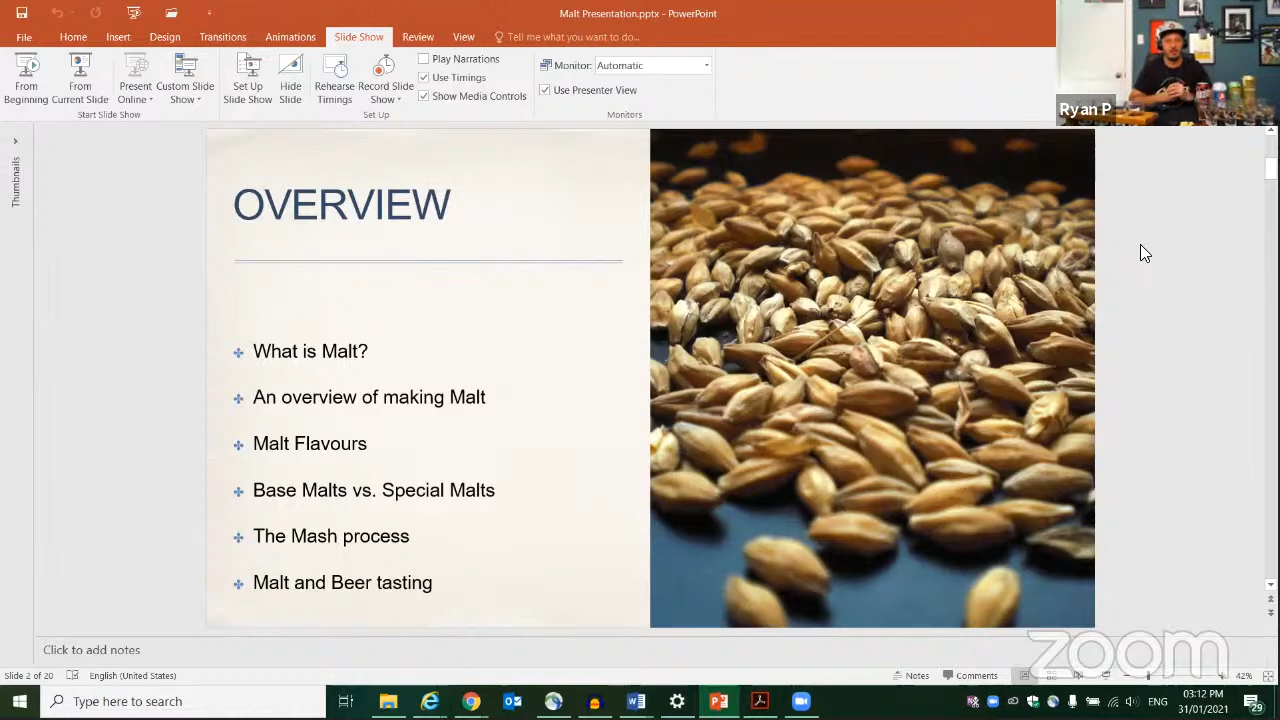 Malt Presentation.pptx - PowerPoint
File Home Insert Design Transitions Animations Slide Show Review View Tell me what you want to do...
From Beginning
From Current Slide
Present Online
Custom Slide Show
Start Slide Show
Set Up Slide Show
Hide Slide
Rehearse Timings
Record Slide Show
Play Narrations
Use Timings
Show Media Controls
Set Up
Monitor: Automatic
Use Presenter View
Monitors
Ryan P
Thumbnails
OVERVIEW
What is Malt?
An overview of making Malt
Malt Flavours
Base Malts vs. Special Malts
The Mash process
Malt and Beer tasting
Click to add notes
zoom
Slide 2 of 20 English (United States) Notes Comments 42%
Type here to search
ENG
03:12 PM
31/01/2021
29